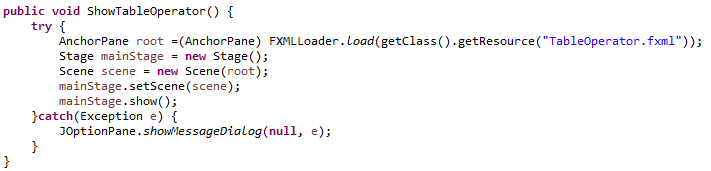 public void ShowTableOperator() {
    try {
        AnchorPane root =(AnchorPane) FXMLLoader.load(getClass().getResource("TableOperator.fxml"));
        Stage mainStage = new Stage();
        Scene scene = new Scene(root);
        mainStage.setScene(scene);
        mainStage.show();
    }catch(Exception e) {
        JOptionPane.showMessageDialog(null, e);
    }
}